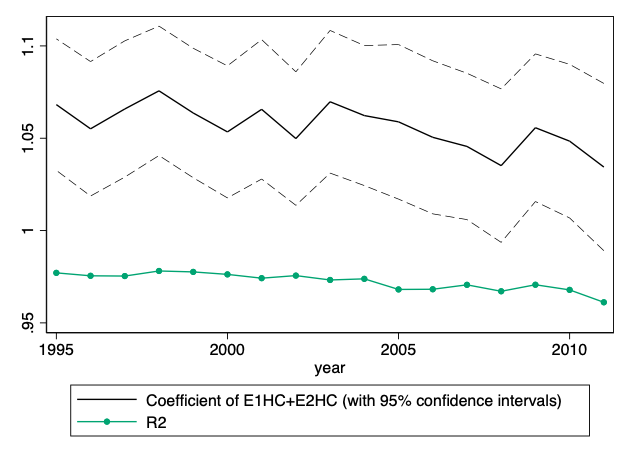 1.1
1.05
1
.95
1995 2000 2005 2010
year
Coefficient of E1HC+E2HC (with 95% confidence intervals)
R2